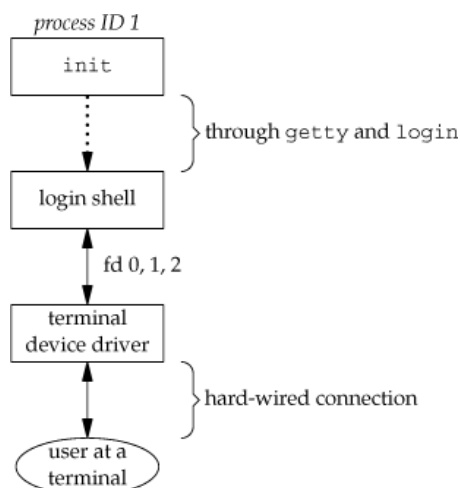 process ID 1
init
through getty and login
login shell
fd 0, 1, 2
terminal
device driver
hard-wired connection
user at a
terminal